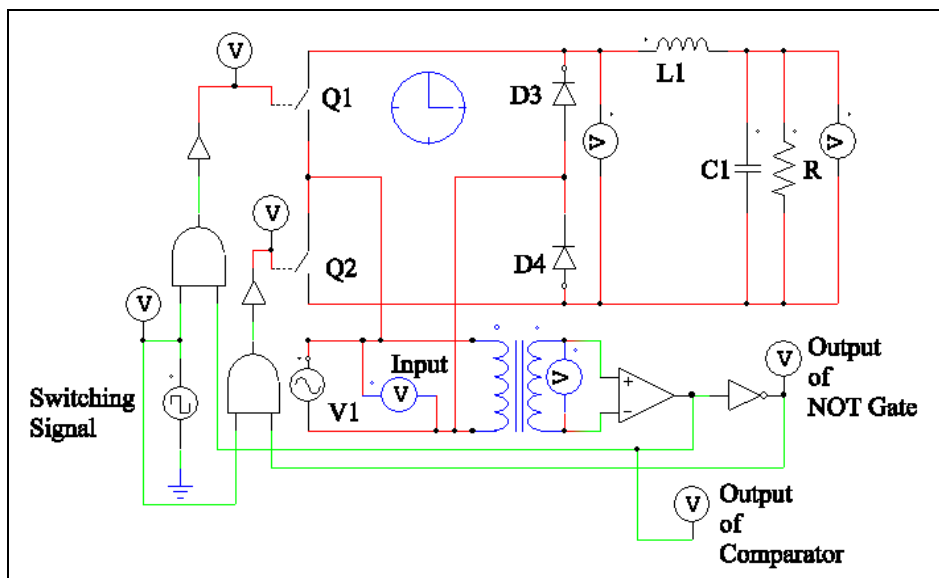 V
Q1
D3
L1
V
C1
R
V
V
Q2
D4
V
Switching
Signal
V1
Input
V
V
+
−
V
Output
of
NOT Gate
V
Output
of
Comparator